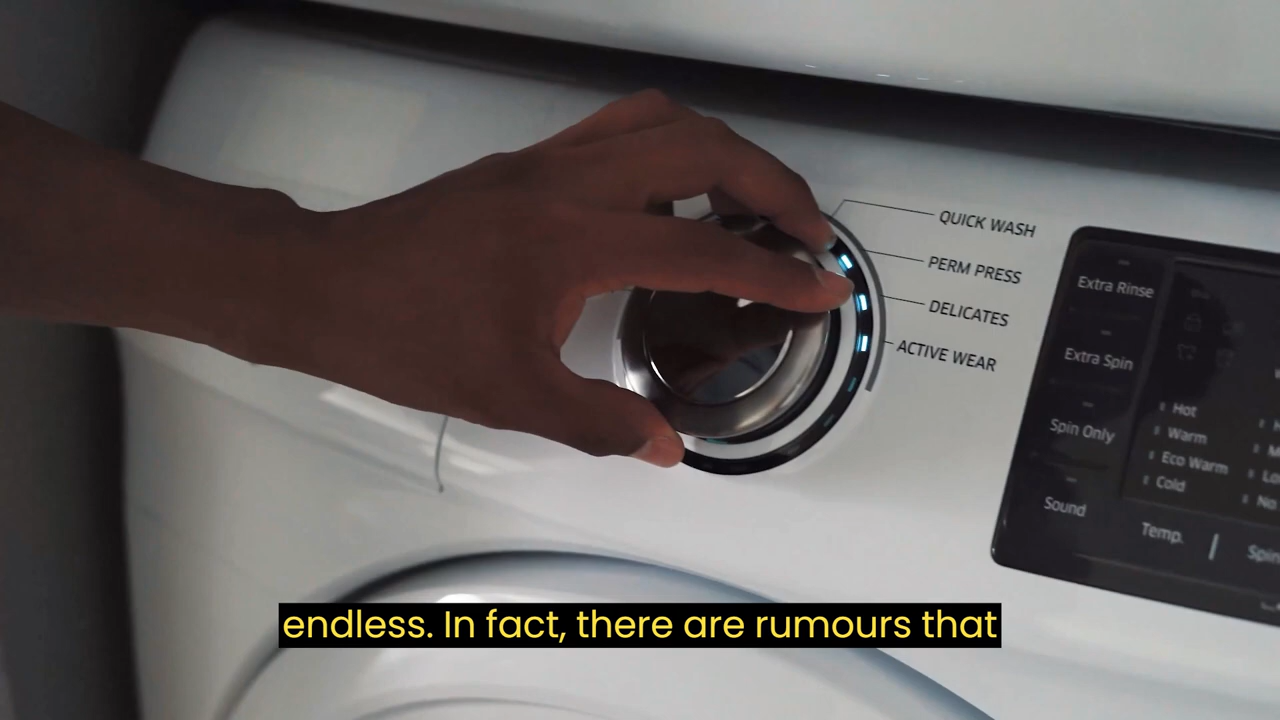 QUICK WASH
PERM PRESS
DELICATES
ACTIVE WEAR
Extra Rinse
Extra Spin
Spin Only
Sound
Hot
Warm
Eco Warm
Cold
Temp.
endless. In fact, there are rumours that